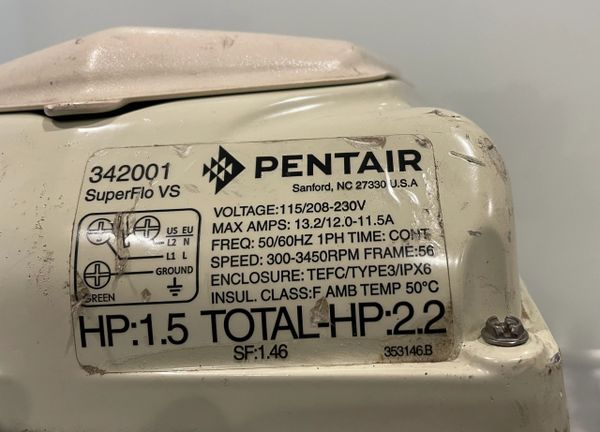 342001
SuperFlo VS
PENTAIR
Sanford, NC 27330 U.S.A
US EU
L2 N
L1 L
GROUND
GREEN
VOLTAGE:115/208-230V
MAX AMPS: 13.2/12.0-11.5A
FREQ: 50/60HZ 1PH TIME: CONT
SPEED: 300-3450RPM FRAME:56
ENCLOSURE: TEFC/TYPE3/IPX6
INSUL. CLASS:F AMB TEMP 50°C
HP:1.5 TOTAL-HP:2.2
SF:1.46
353146.B